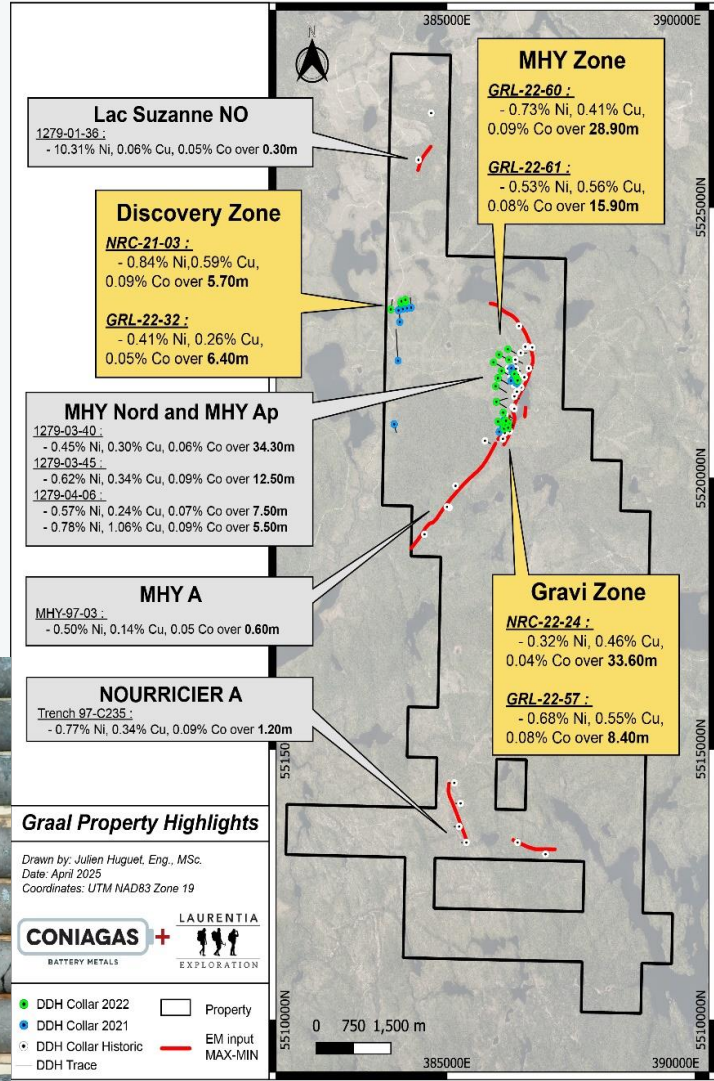 385000E
390000E
N
MHY Zone
GRL-22-60 :
- 0.73% Ni, 0.41% Cu,
0.09% Co over 28.90m
GRL-22-61 :
- 0.53% Ni, 0.56% Cu,
0.08% Co over 15.90m
Lac Suzanne NO
1279-01-36 :
- 10.31% Ni, 0.06% Cu, 0.05% Co over 0.30m
5525000N
Discovery Zone
NRC-21-03 :
- 0.84% Ni,0.59% Cu,
0.09% Co over 5.70m
GRL-22-32 :
- 0.41% Ni, 0.26% Cu,
0.05% Co over 6.40m
MHY Nord and MHY Ap
1279-03-40 :
- 0.45% Ni, 0.30% Cu, 0.06% Co over 34.30m
1279-03-45 :
- 0.62% Ni, 0.34% Cu, 0.09% Co over 12.50m
1279-04-06 :
- 0.57% Ni, 0.24% Cu, 0.07% Co over 7.50m
- 0.78% Ni, 1.06% Cu, 0.09% Co over 5.50m
5520000N
MHY A
MHY-97-03 :
- 0.50% Ni, 0.14% Cu, 0.05 Co over 0.60m
Gravi Zone
NRC-22-24 :
- 0.32% Ni, 0.46% Cu,
0.04% Co over 33.60m
GRL-22-57 :
- 0.68% Ni, 0.55% Cu,
0.08% Co over 8.40m
NOURRICIER A
Trench 97-C235 :
- 0.77% Ni, 0.34% Cu, 0.09% Co over 1.20m
55150
5515000N
Graal Property Highlights
Drawn by: Julien Huguet, Eng., MSc.
Date: April 2025
Coordinates: UTM NAD83 Zone 19
CONIAGAS
BATTERY METALS
+
LAURENTIA
EXPLORATION
DDH Collar 2022
DDH Collar 2021
DDH Collar Historic
DDH Trace
Property
EM input
MAX-MIN
0 750 1,500 m
5510000N
5510000N
385000E
390000E